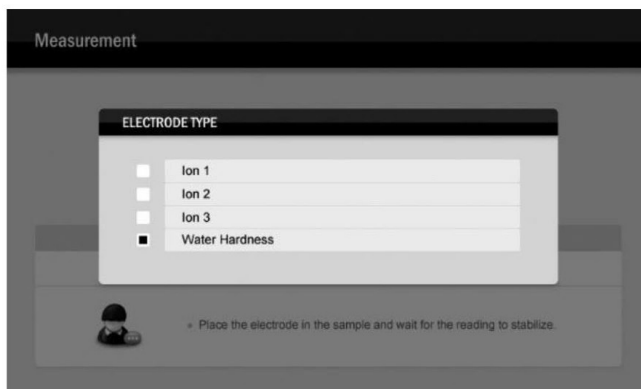 Measurement
ELECTRODE TYPE
Ion 1
Ion 2
Ion 3
Water Hardness
Place the electrode in the sample and wait for the reading to stabilize.